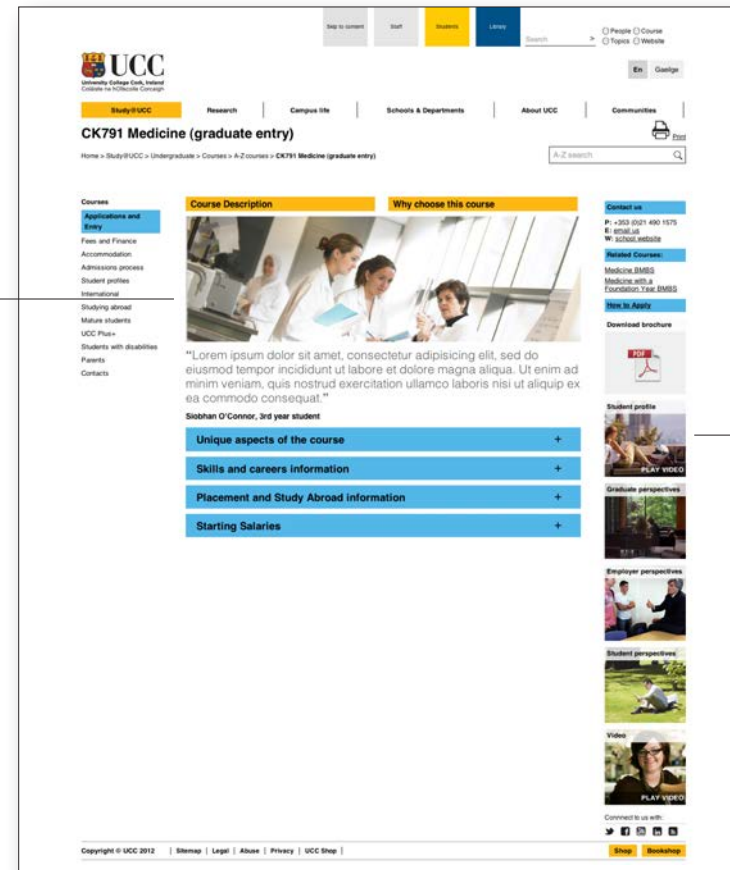 Skip to content
Staff
Students
Library
Search >
People Course
Topics Website
UCC
University College Cork, Ireland
Coláiste na hOllscoile Corcaigh
En Gaeilge
Study@UCC Research Campus life Schools & Departments About UCC Communities
CK791 Medicine (graduate entry)
Print
Home > Study@UCC > Undergraduate > Courses > A-Z courses > CK791 Medicine (graduate entry)
A-Z search
Courses
Applications and
Entry
Fees and Finance
Accommodation
Admissions process
Student profiles
International
Studying abroad
Mature students
UCC Plus+
Students with disabilities
Parents
Contacts
Course Description
Why choose this course
"Lorem ipsum dolor sit amet, consectetur adipisicing elit, sed do
eiusmod tempor incididunt ut labore et dolore magna aliqua. Ut enim ad
minim veniam, quis nostrud exercitation ullamco laboris nisi ut aliquip ex
ea commodo consequat."
Siobhan O'Connor, 3rd year student
Unique aspects of the course +
Skills and careers information +
Placement and Study Abroad information +
Starting Salaries +
Contact us
P: +353 (0)21 490 1575
E: email us
W: school website
Related Courses:
Medicine BMBS
Medicine with a
Foundation Year BMBS
How to Apply
Download brochure
PDF
Student profile
PLAY VIDEO
Graduate perspectives
Employer perspectives
Student perspectives
Video
PLAY VIDEO
Connnect to us with:
Copyright © UCC 2012 | Sitemap | Legal | Abuse | Privacy | UCC Shop |
Shop Bookshop